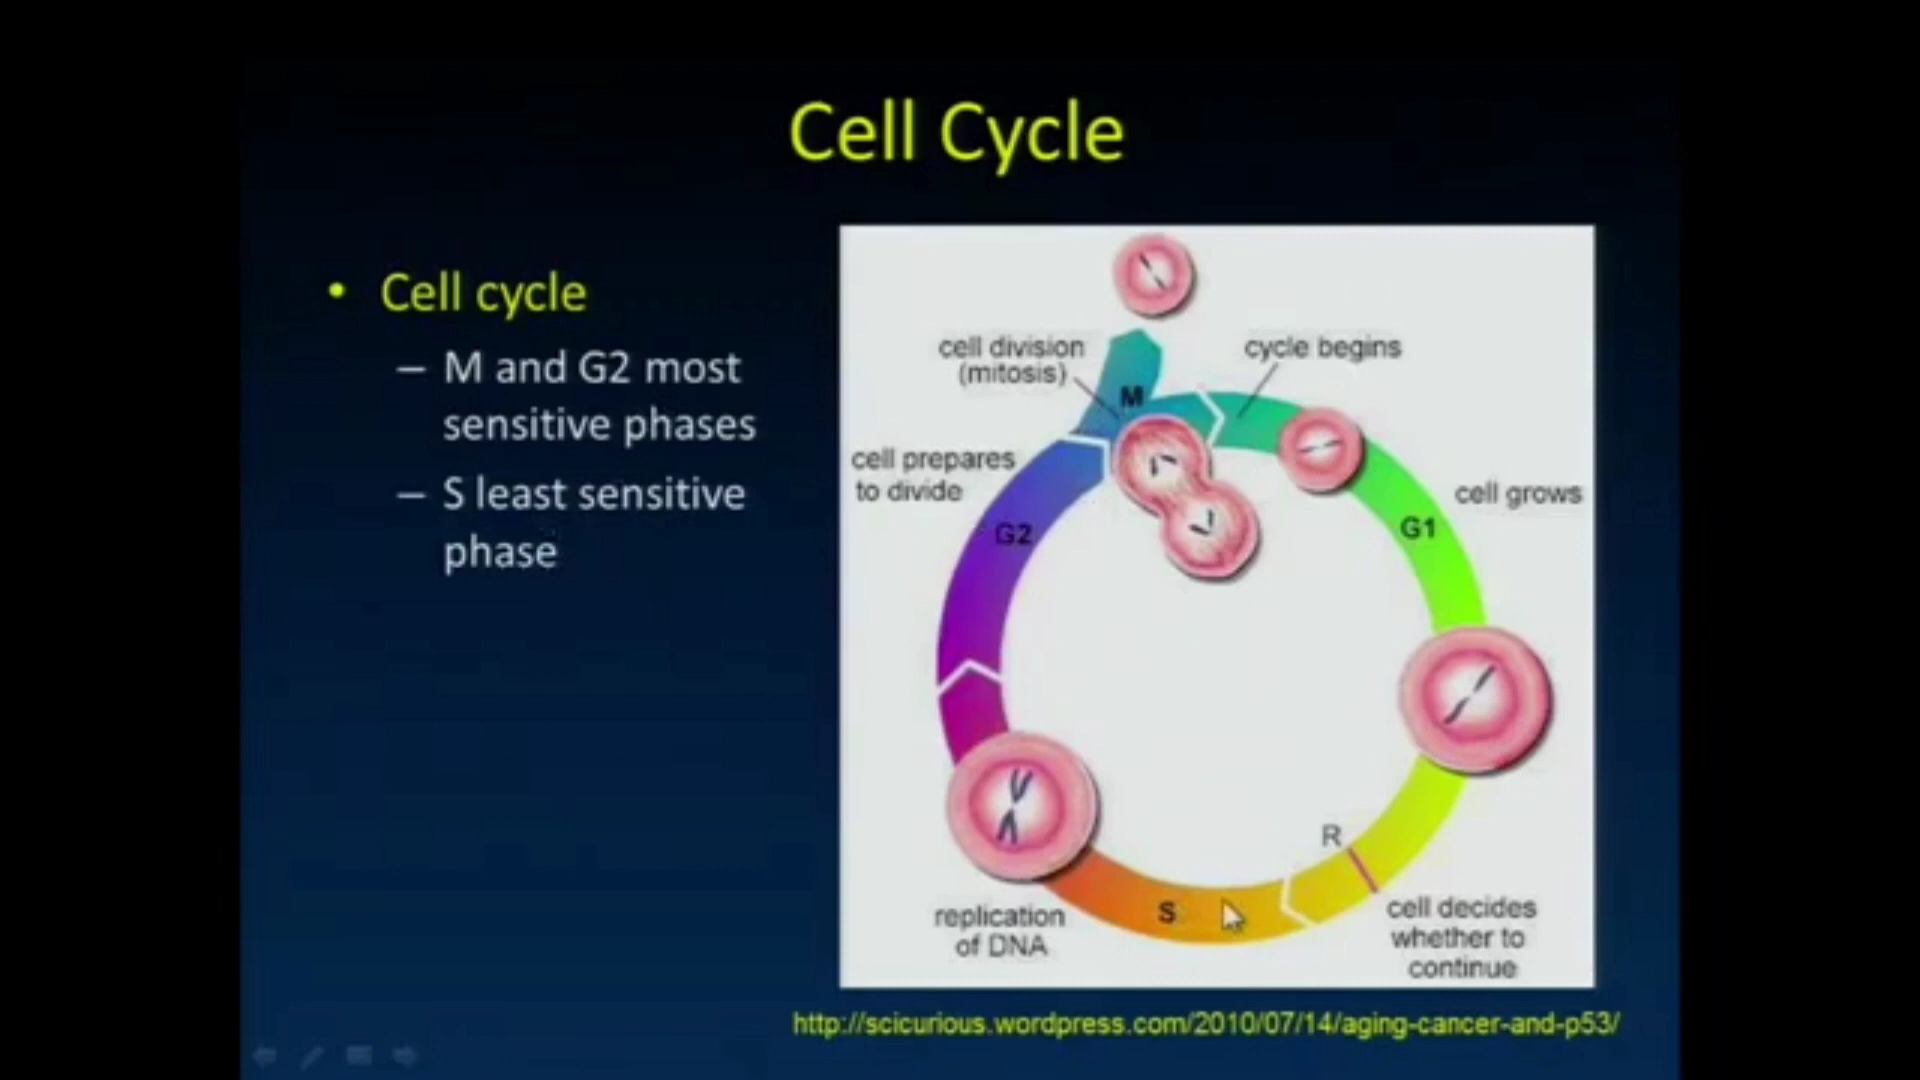 Cell Cycle
• Cell cycle
– M and G2 most
sensitive phases
– S least sensitive
phase
cell division
(mitosis)
cycle begins
M
cell prepares
to divide
cell grows
G2
G1
R
S
replication
of DNA
cell decides
whether to
continue
http://scicurious.wordpress.com/2010/07/14/aging-cancer-and-p53/